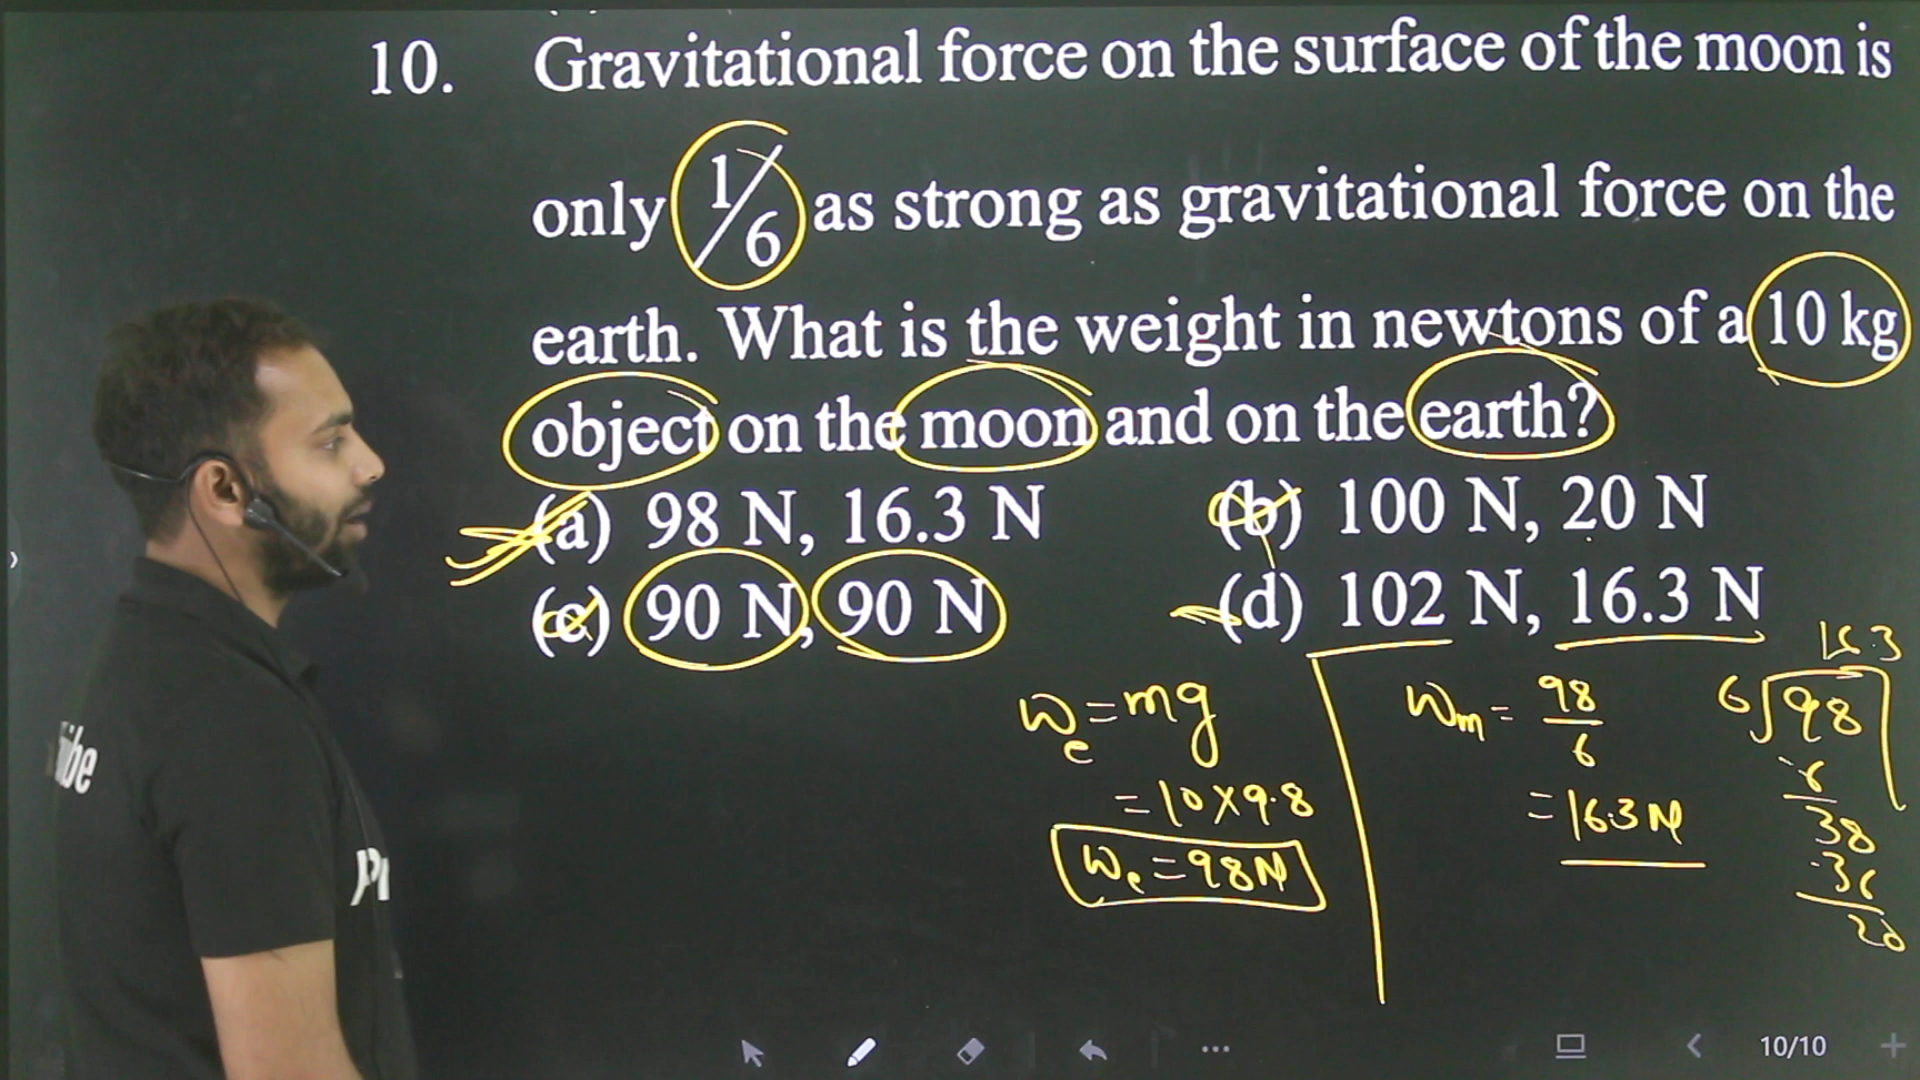 10. Gravitational force on the surface of the moon is
only 1/6 as strong as gravitational force on the
earth. What is the weight in newtons of a 10 kg
object on the moon and on the earth?
(a) 98 N, 16.3 N (b) 100 N, 20 N
(c) 90 N, 90 N (d) 102 N, 16.3 N
We = mg
= 10 × 9.8
We = 98N
Wm = 98/6
= 16.3 N
16.3
6 98
6
38
36
20
10/10